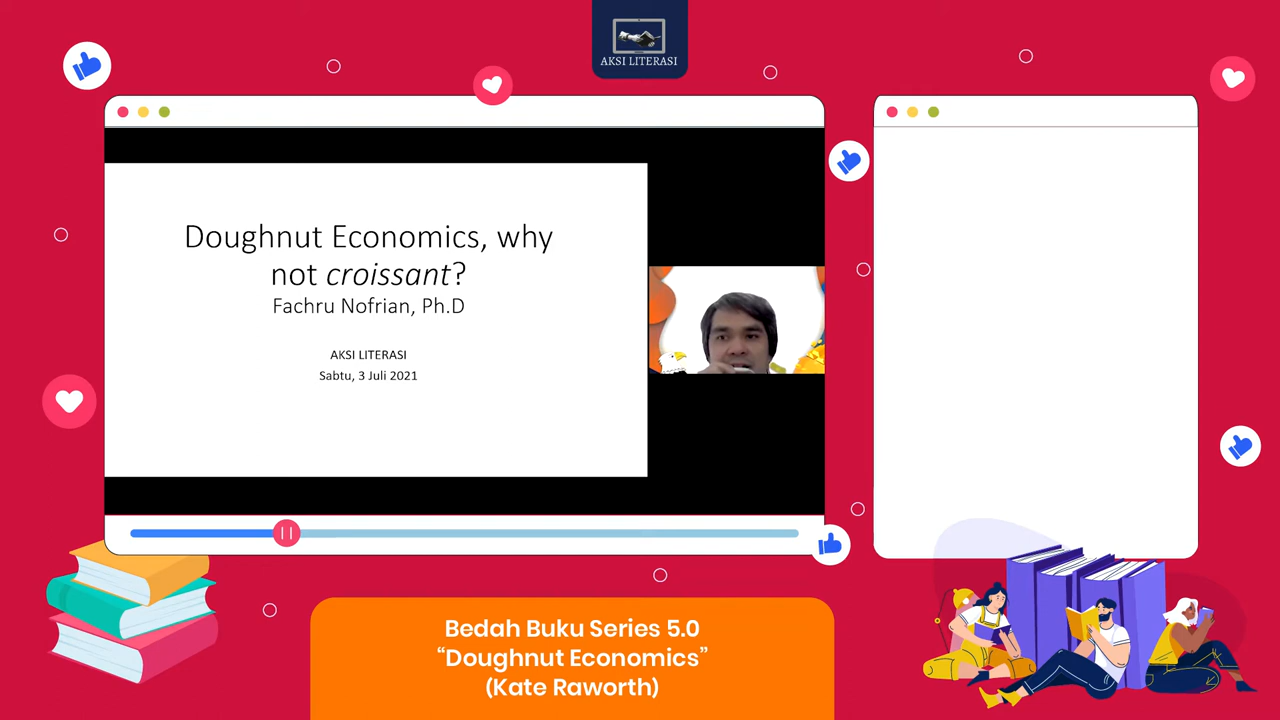 AKSI LITERASI
Doughnut Economics, why
not croissant?
Fachru Nofrian, Ph.D
AKSI LITERASI
Sabtu, 3 Juli 2021
Bedah Buku Series 5.0
“Doughnut Economics”
(Kate Raworth)